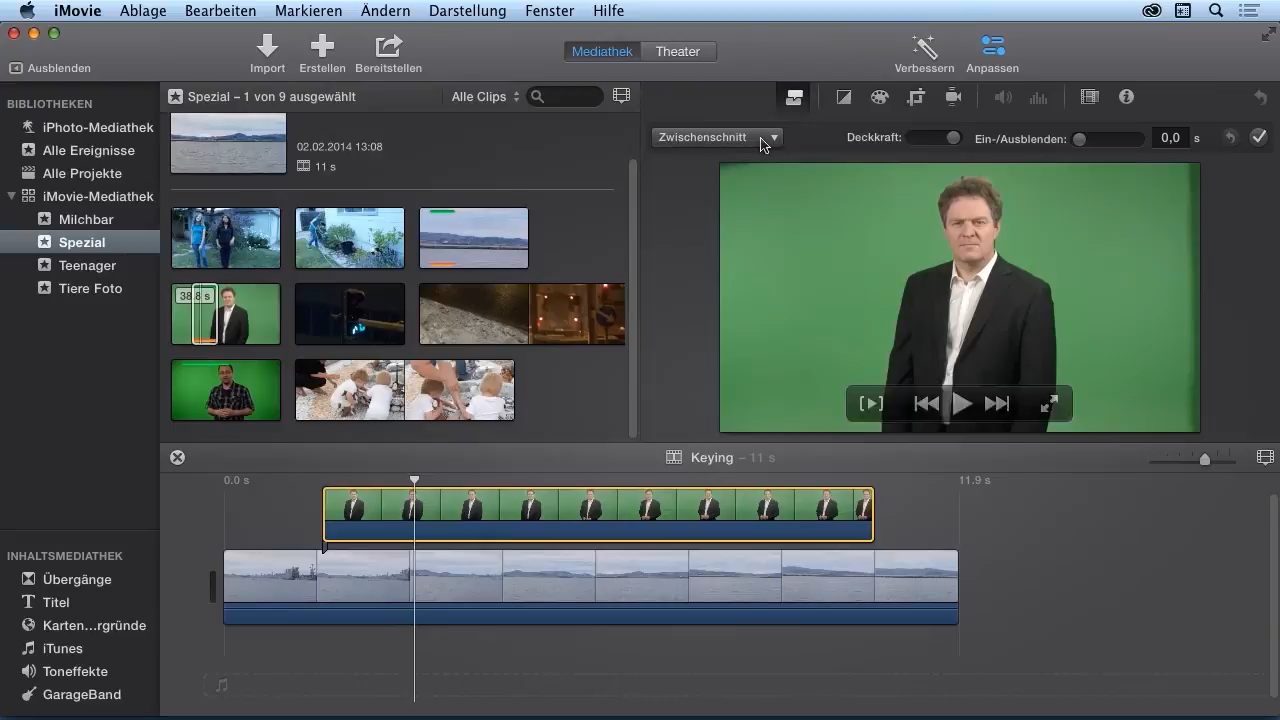 iMovie Ablage Bearbeiten Markieren Ändern Darstellung Fenster Hilfe
Ausblenden
Import
Erstellen
Bereitstellen
Mediathek
Theater
Verbessern
Anpassen
BIBLIOTHEKEN
iPhoto-Mediathek
Alle Ereignisse
Alle Projekte
iMovie-Mediathek
Milchbar
Spezial
Teenager
Tiere Foto
Spezial – 1 von 9 ausgewählt
Alle Clips
02.02.2014 13:08
11 s
38,8 s
Zwischenschnitt
Deckkraft:
Ein-/Ausblenden:
0,0 s
Keying – 11 s
0.0 s
11.9 s
INHALTSMEDIATHEK
Übergänge
Titel
Karten...rgründe
iTunes
Toneffekte
GarageBand